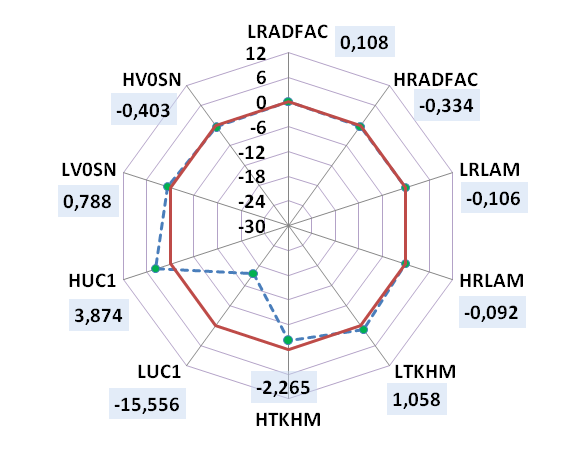 LRADFAC
0,108
12
6
0
-6
-12
-18
-24
-30
HRADFAC
-0,334
LRLAM
-0,106
HRLAM
-0,092
LTKHM
1,058
-2,265
HTKHM
LUC1
-15,556
HUC1
3,874
LV0SN
0,788
HV0SN
-0,403